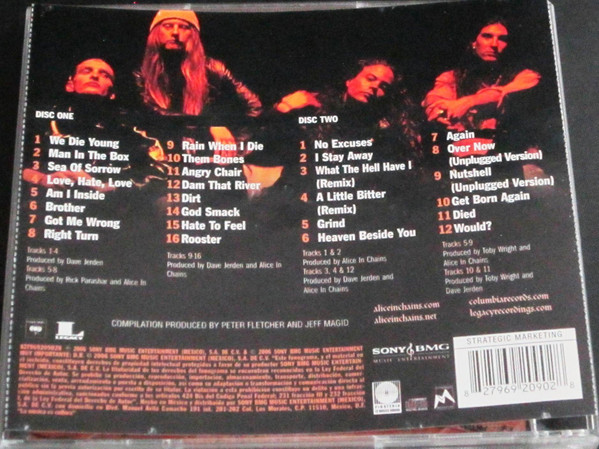 DISC ONE
1 We Die Young
2 Man In The Box
3 Sea Of Sorrow
4 Love, Hate, Love
5 Am I Inside
6 Brother
7 Got Me Wrong
8 Right Turn
Tracks 1-4
Produced by Dave Jerden
Tracks 5-8
Produced by Rick Parashar and Alice In
Chains
9 Rain When I Die
10 Them Bones
11 Angry Chair
12 Dam That River
13 Dirt
14 God Smack
15 Hate To Feel
16 Rooster
Tracks 9-16
Produced by Dave Jerden and Alice In
Chains
DISC TWO
1 No Excuses
2 I Stay Away
3 What The Hell Have I
(Remix)
4 A Little Bitter
(Remix)
5 Grind
6 Heaven Beside You
Tracks 1 & 2
Produced by Alice In Chains
Tracks 3, 4 & 12
Produced by Dave Jerden and
Alice In Chains
7 Again
8 Over Now
(Unplugged Version)
9 Nutshell
(Unplugged Version)
10 Get Born Again
11 Died
12 Would?
Tracks 5-9
Produced by Toby Wright and
Alice In Chains
Tracks 10 & 11
Produced by Toby Wright and
Dave Jerden
aliceinchains.com
aliceinchains.net
columbiarecords.com
legacyrecordings.com
COMPILATION PRODUCED BY PETER FLETCHER AND JEFF MAGID
LEGACY
SONY BMG
MUSIC ENTERTAINMENT
STRATEGIC MARKETING
8 27969 20902 8